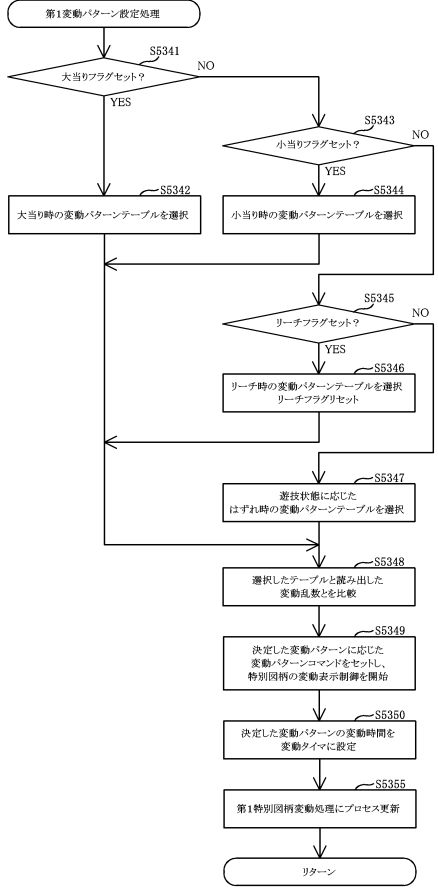 第1変動パターン設定処理
S5341
大当りフラグセット?
NO
YES
S5343
小当りフラグセット?
NO
YES
S5342
大当り時の変動パターンテーブルを選択
S5344
小当り時の変動パターンテーブルを選択
S5345
リーチフラグセット?
NO
YES
S5346
リーチ時の変動パターンテーブルを選択
リーチフラグリセット
S5347
遊技状態に応じた
はずれ時の変動パターンテーブルを選択
S5348
選択したテーブルと読み出した
変動乱数とを比較
S5349
決定した変動パターンに応じた
変動パターンコマンドをセットし、
特別図柄の変動表示制御を開始
S5350
決定した変動パターンの変動時間を
変動タイマに設定
S5355
第1特別図柄変動処理にプロセス更新
リターン